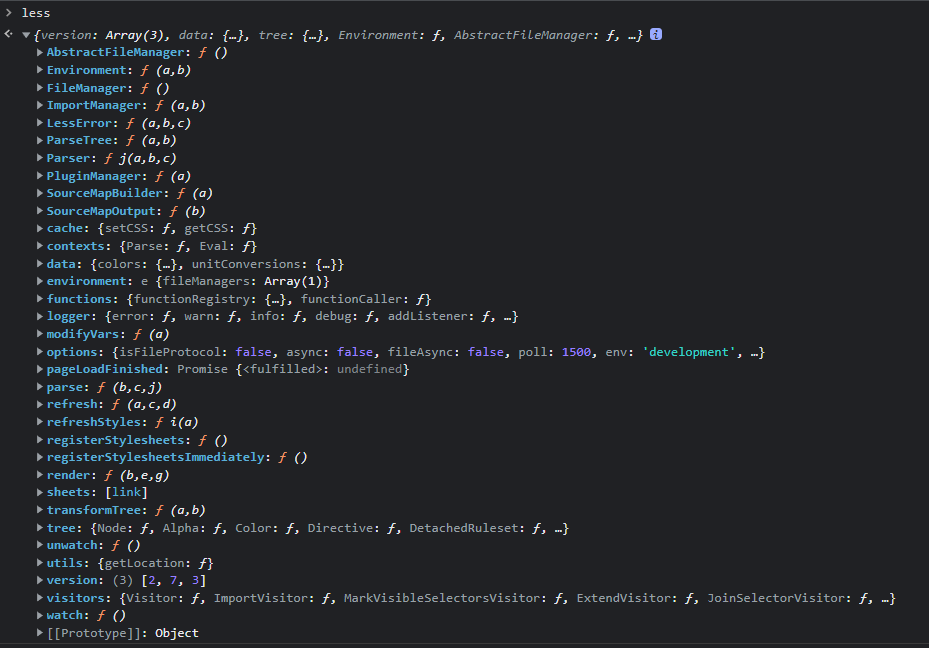 > less
{version: Array(3), data: {…}, tree: {…}, Environment: ƒ, AbstractFileManager: ƒ, …} i
AbstractFileManager: ƒ ()
Environment: ƒ (a,b)
FileManager: ƒ ()
ImportManager: ƒ (a,b)
LessError: ƒ (a,b,c)
ParseTree: ƒ (a,b)
Parser: ƒ j(a,b,c)
PluginManager: ƒ (a)
SourceMapBuilder: ƒ (a)
SourceMapOutput: ƒ (b)
cache: {setCSS: ƒ, getCSS: ƒ}
contexts: {Parse: ƒ, Eval: ƒ}
data: {colors: {…}, unitConversions: {…}}
environment: e {fileManagers: Array(1)}
functions: {functionRegistry: {…}, functionCaller: ƒ}
logger: {error: ƒ, warn: ƒ, info: ƒ, debug: ƒ, addListener: ƒ, …}
modifyVars: ƒ (a)
options: {isFileProtocol: false, async: false, fileAsync: false, poll: 1500, env: 'development', …}
pageLoadFinished: Promise {<fulfilled>: undefined}
parse: ƒ (b,c,j)
refresh: ƒ (a,c,d)
refreshStyles: ƒ i(a)
registerStylesheets: ƒ ()
registerStylesheetsImmediately: ƒ ()
render: ƒ (b,e,g)
sheets: [link]
transformTree: ƒ (a,b)
tree: {Node: ƒ, Alpha: ƒ, Color: ƒ, Directive: ƒ, DetachedRuleset: ƒ, …}
unwatch: ƒ ()
utils: {getLocation: ƒ}
version: (3) [2, 7, 3]
visitors: {Visitor: ƒ, ImportVisitor: ƒ, MarkVisibleSelectorsVisitor: ƒ, ExtendVisitor: ƒ, JoinSelectorVisitor: ƒ, …}
watch: ƒ ()
[[Prototype]]: Object